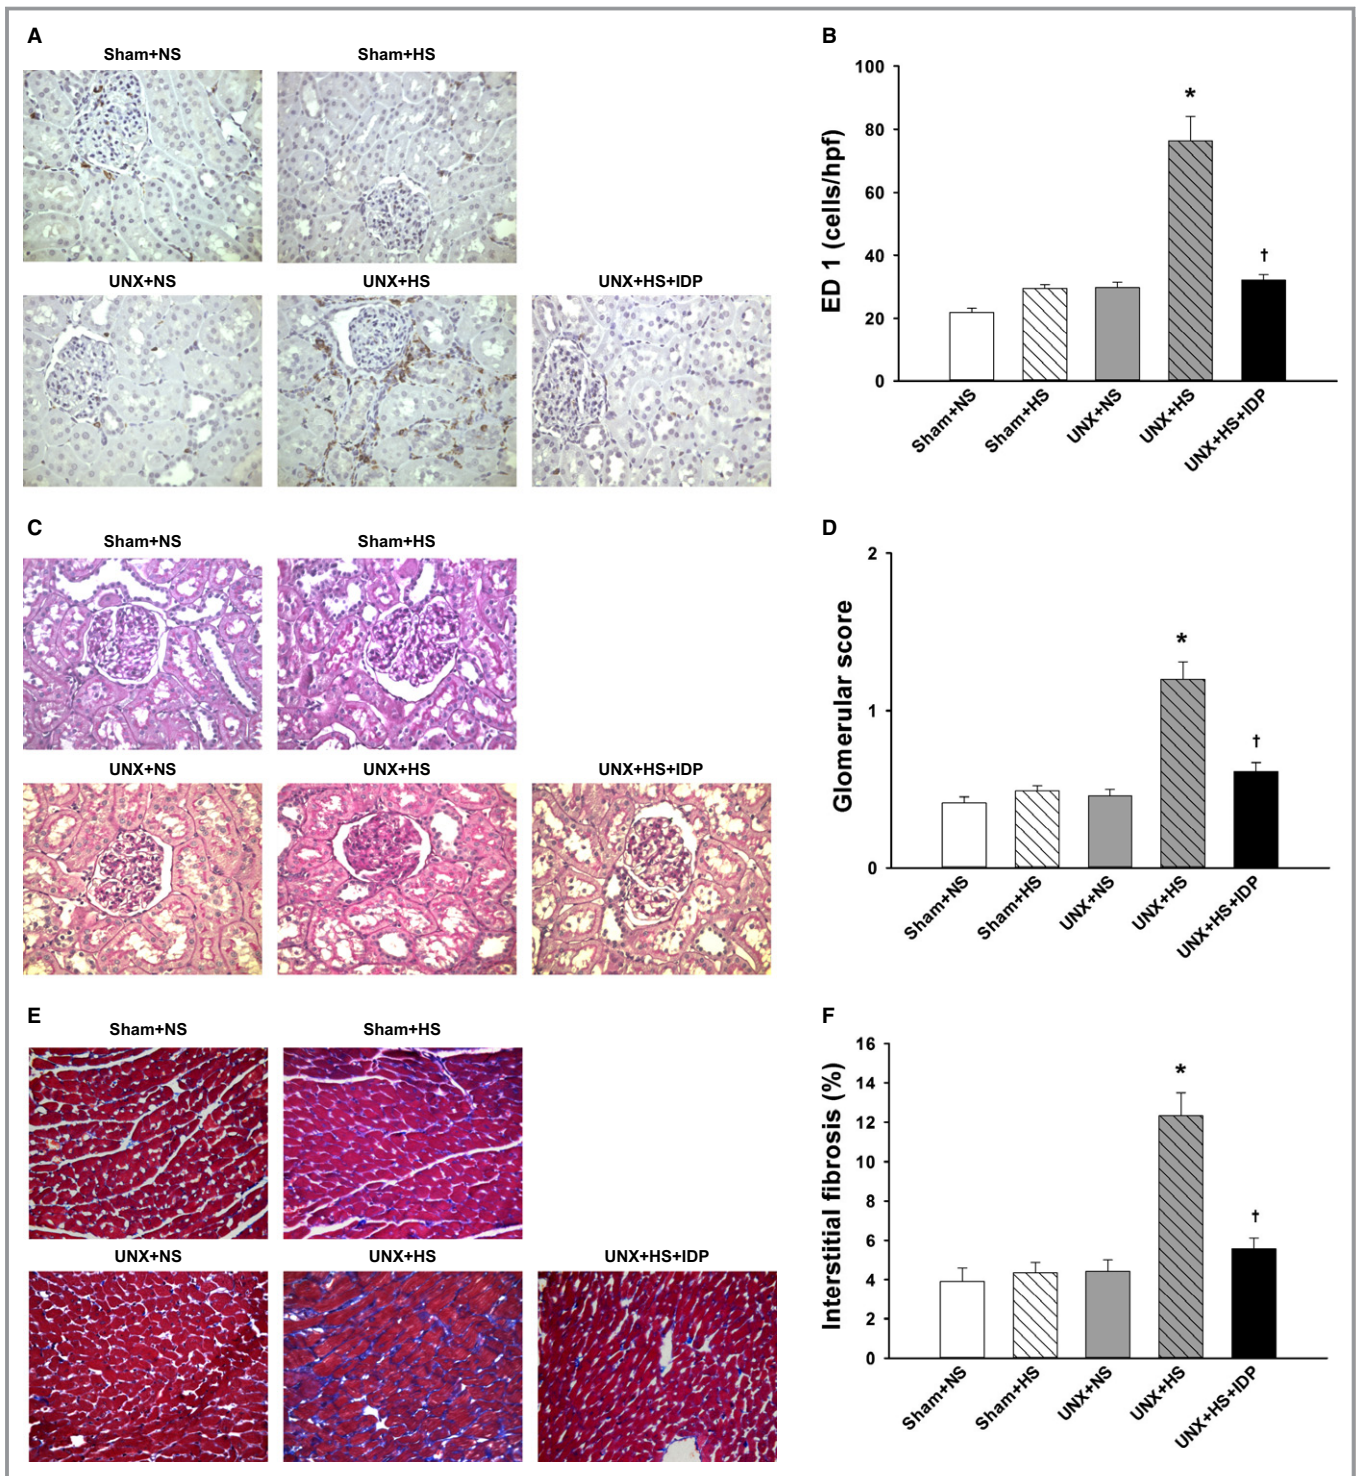 A
Sham+NS
Sham+HS
UNX+NS
UNX+HS
UNX+HS+IDP
B
ED 1 (cells/hpf)
100
80
60
40
20
0
*
†
Sham+NS
Sham+HS
UNX+NS
UNX+HS
UNX+HS+IDP
C
Sham+NS
Sham+HS
UNX+NS
UNX+HS
UNX+HS+IDP
D
Glomerular score
2
1
0
*
†
Sham+NS
Sham+HS
UNX+NS
UNX+HS
UNX+HS+IDP
E
Sham+NS
Sham+HS
UNX+NS
UNX+HS
UNX+HS+IDP
F
Interstitial fibrosis (%)
16
14
12
10
8
6
4
2
0
*
†
Sham+NS
Sham+HS
UNX+NS
UNX+HS
UNX+HS+IDP